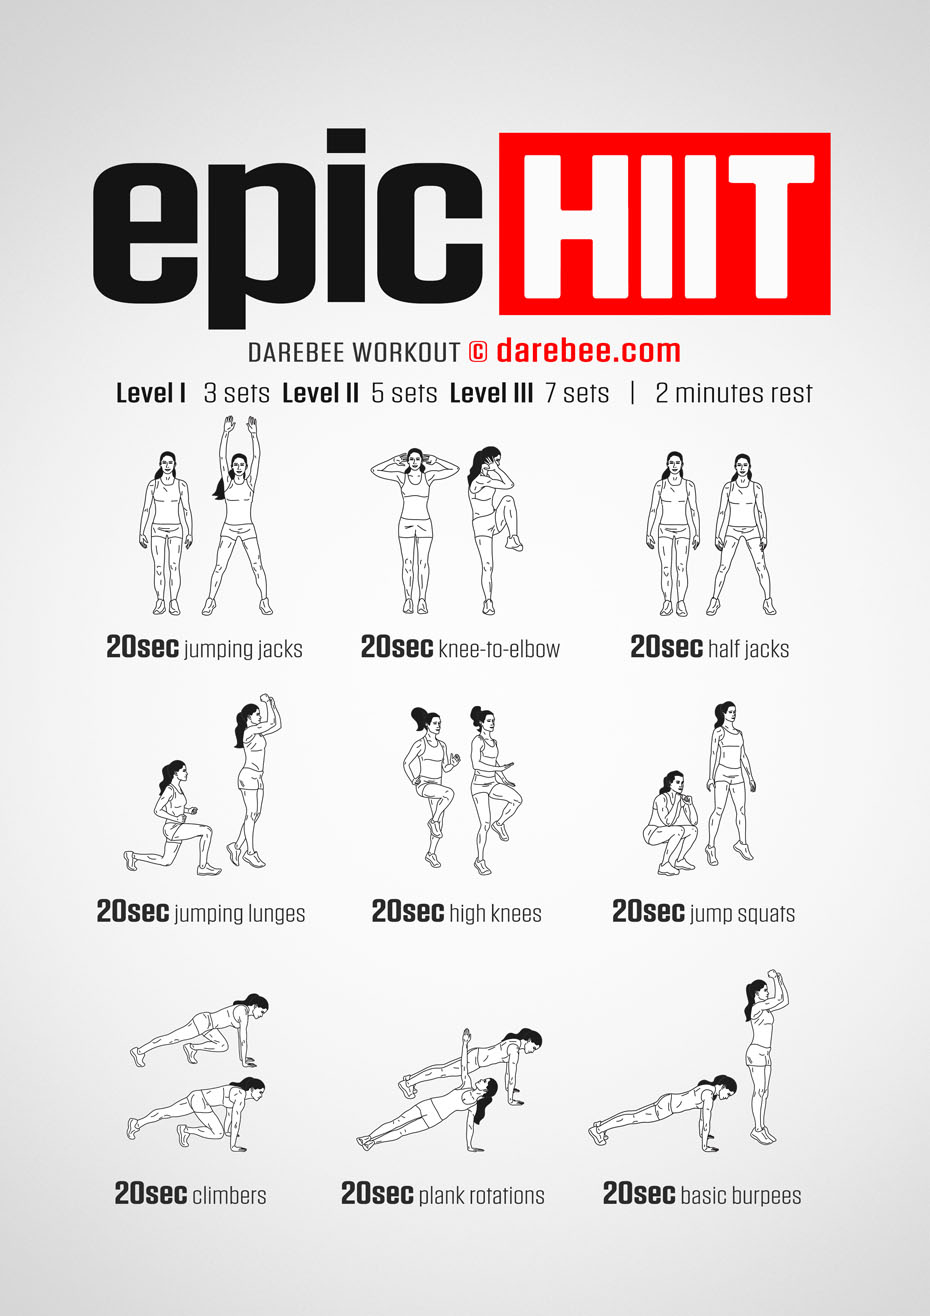 epic HIIT
DAREBEE WORKOUT © darebee.com
Level I 3 sets Level II 5 sets Level III 7 sets | 2 minutes rest
20sec jumping jacks
20sec knee-to-elbow
20sec half jacks
20sec jumping lunges
20sec high knees
20sec jump squats
20sec climbers
20sec plank rotations
20sec basic burpees